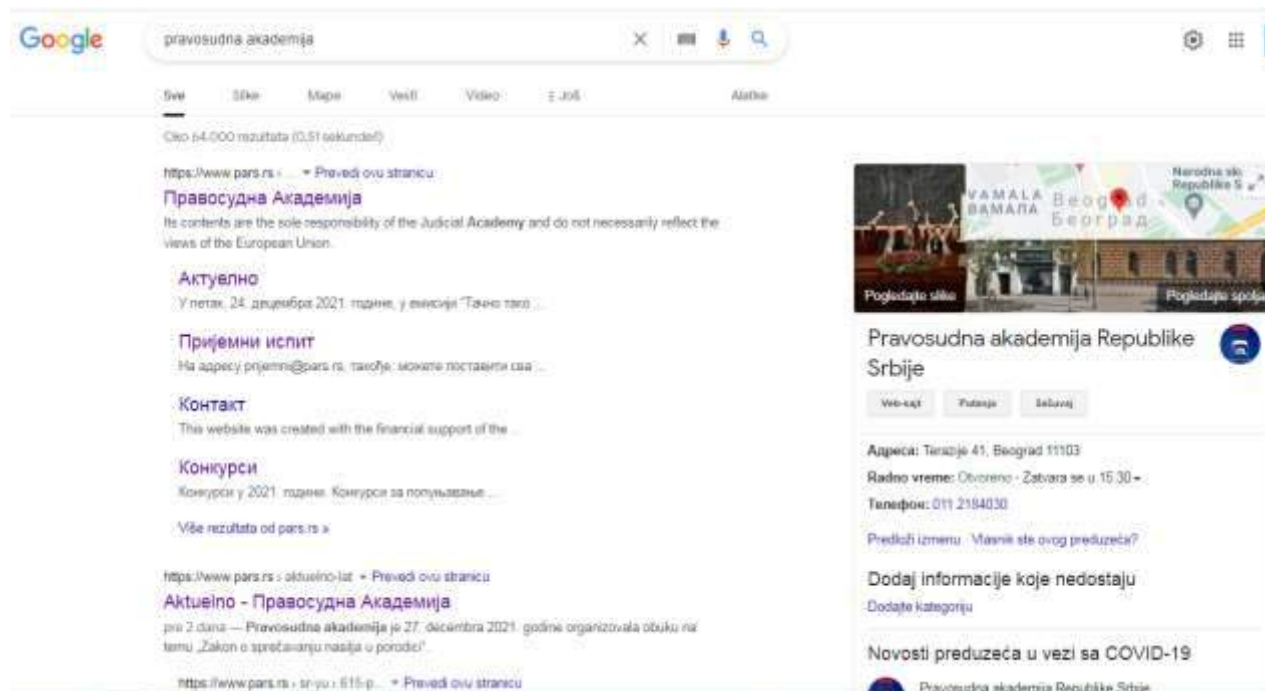 Google
pravosudna akademija
Sve Slike Mape Vesti Video Još Alatke
Oko 64.000 rezultata (0,51 sekunde/i)
https://www.pars.rs › ... Prevedi ovu stranicu
Правосудна Академија
Its contents are the sole responsibility of the Judicial Academy and do not necessarily reflect the
views of the European Union.
Актуелно
У петак, 24. децембра 2021. године, у емисији "Тачно тако ...
Пријемни испит
На адресу prijemni@pars.rs, такође, можете поставити сва ...
Контакт
This website was created with the financial support of the ...
Конкурси
Конкурси у 2021. години. Конкурси за попуњавање ...
Više rezultata od pars.rs »
https://www.pars.rs › aktuelno-lat Prevedi ovu stranicu
Aktuelno - Правосудна Академија
pre 2 dana — Pravosudna akademija je 27. decembra 2021. godine organizovala obuku na
temu „Zakon o sprečavanju nasilja u porodici".
https://www.pars.rs › sr-yu › 615-p... Prevedi ovu stranicu
VAMALA
ВАМАЛА
Beograd
Београд
Narodna
Republike S
Pogledajte slike
Pogledajte spolja
Pravosudna akademija Republike
Srbije
Veb-sajt Putanja Sačuvaj
Адреса: Terazije 41, Beograd 11103
Radno vreme: Otvoreno · Zatvara se u 15:30
Телефон: 011 2184030
Predloži izmenu · Vlasnik ste ovog preduzeća?
Dodaj informacije koje nedostaju
Dodajte kategoriju
Novosti preduzeća u vezi sa COVID-19
Pravosudna akademija Republike Srbije